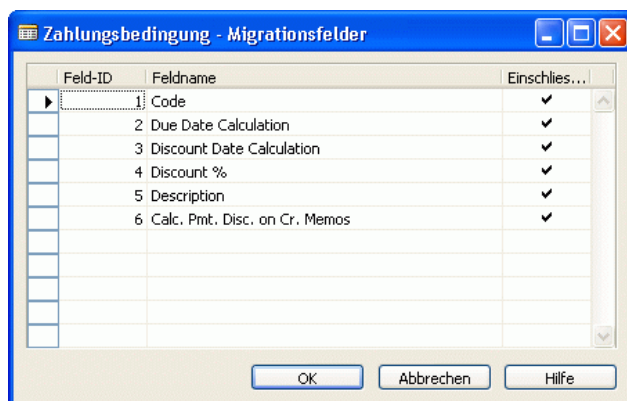 Zahlungsbedingung - Migrationsfelder
Feld-ID Feldname Einschlies...
1 Code
2 Due Date Calculation
3 Discount Date Calculation
4 Discount %
5 Description
6 Calc. Pmt. Disc. on Cr. Memos
OK Abbrechen Hilfe